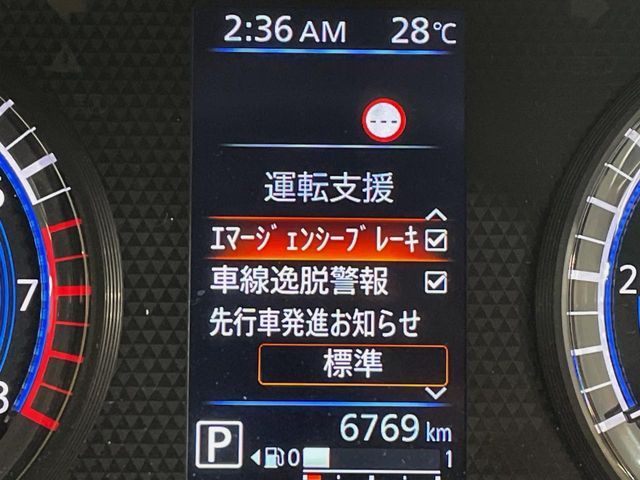 2:36 AM 28℃
---
運転支援
ｴﾏｰｼﾞｪﾝｼｰﾌﾞﾚｰｷ
車線逸脱警報
先行車発進お知らせ
標準
6769 km
P 0 1
7
8
2